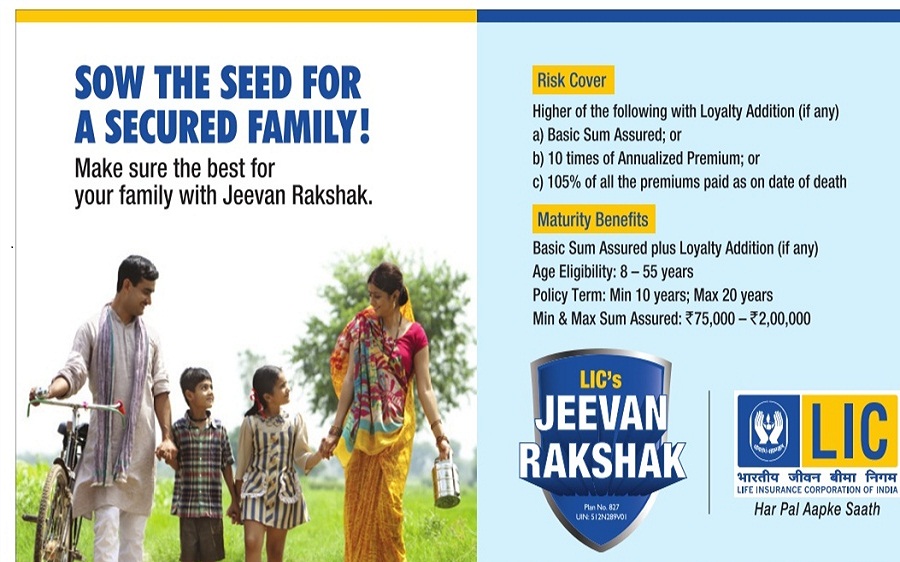 SOW THE SEED FOR
A SECURED FAMILY!
Make sure the best for
your family with Jeevan Rakshak.
Risk Cover
Higher of the following with Loyalty Addition (if any)
a) Basic Sum Assured; or
b) 10 times of Annualized Premium; or
c) 105% of all the premiums paid as on date of death
Maturity Benefits
Basic Sum Assured plus Loyalty Addition (if any)
Age Eligibility: 8 – 55 years
Policy Term: Min 10 years; Max 20 years
Min & Max Sum Assured: ₹75,000 – ₹2,00,000
LIC's
JEEVAN
RAKSHAK
Plan No. 827
UIN: 512N289V01
LIC
भारतीय जीवन बीमा निगम
LIFE INSURANCE CORPORATION OF INDIA
Har Pal Aapke Saath